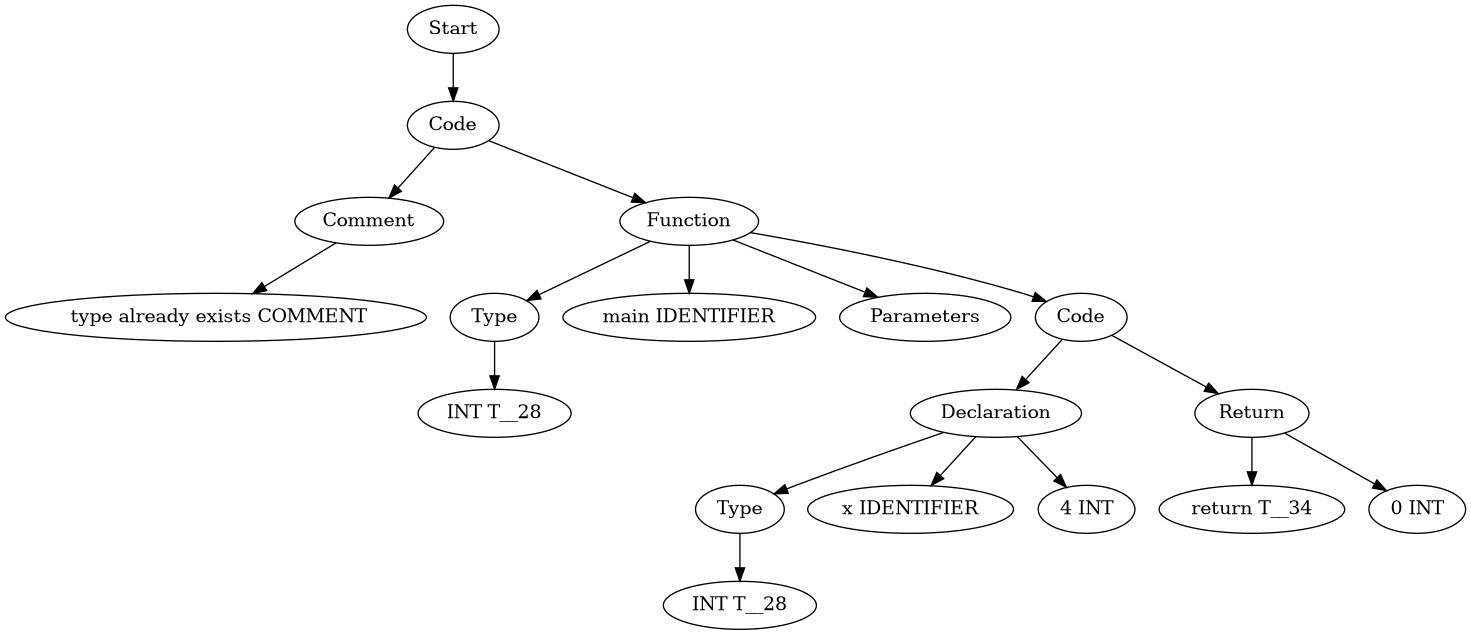 Start
Code
Comment
Function
type already exists COMMENT
Type
main IDENTIFIER
Parameters
Code
INT T__28
Declaration
Return
Type
x IDENTIFIER
4 INT
return T__34
0 INT
INT T__28